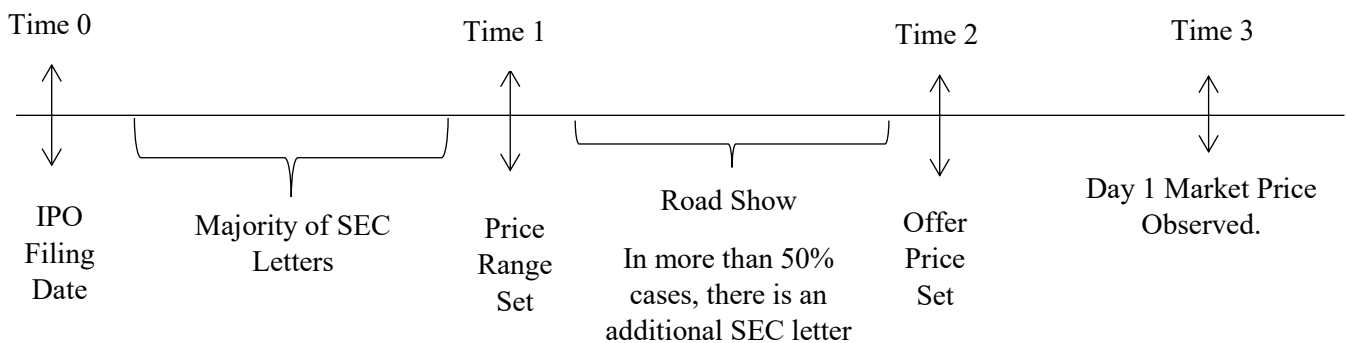 Time 0
Time 1
Time 2
Time 3
IPO
Filing
Date
Majority of SEC
Letters
Price
Range
Set
Road Show
In more than 50%
cases, there is an
additional SEC letter
Offer
Price
Set
Day 1 Market Price
Observed.